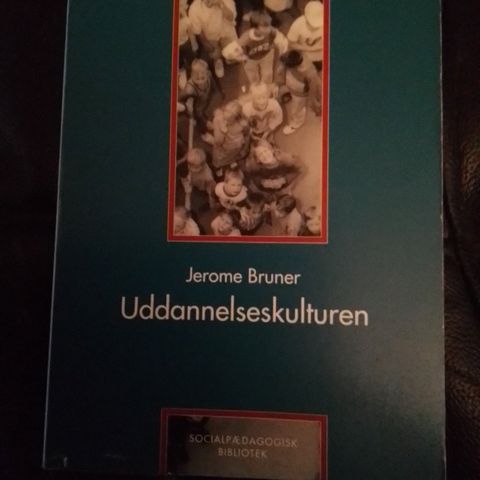 Jerome Bruner
Uddannelseskulturen
SOCIALPÆDAGOGISK
BIBLIOTEK